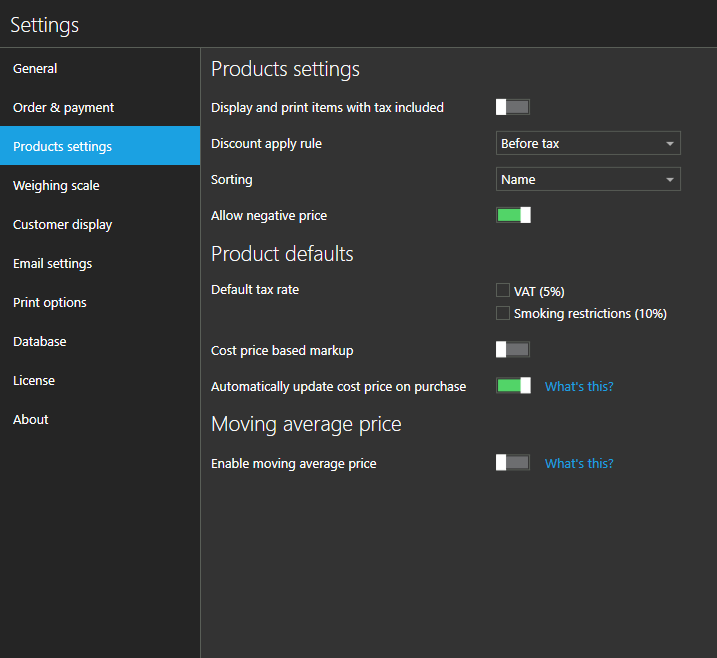 Settings
General
Order & payment
Products settings
Weighing scale
Customer display
Email settings
Print options
Database
License
About
Products settings
Display and print items with tax included
Discount apply rule
Before tax
Sorting
Name
Allow negative price
Product defaults
Default tax rate
VAT (5%)
Smoking restrictions (10%)
Cost price based markup
Automatically update cost price on purchase
What's this?
Moving average price
Enable moving average price
What's this?